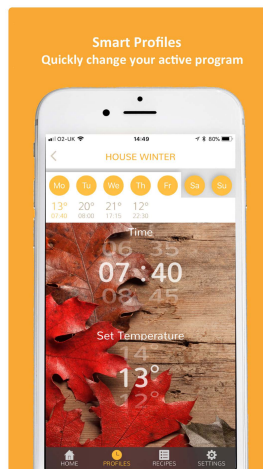 Smart Profiles
Quickly change your active program
O2-UK 14:49 80%
HOUSE WINTER
Mo Tu We Th Fr Sa Su
13° 20° 21° 12°
07:40 08:00 17:15 22:30
Time
06 35
07 : 40
08 45
Set Temperature
14°
13°
12°
HOME PROFILES RECIPES SETTINGS